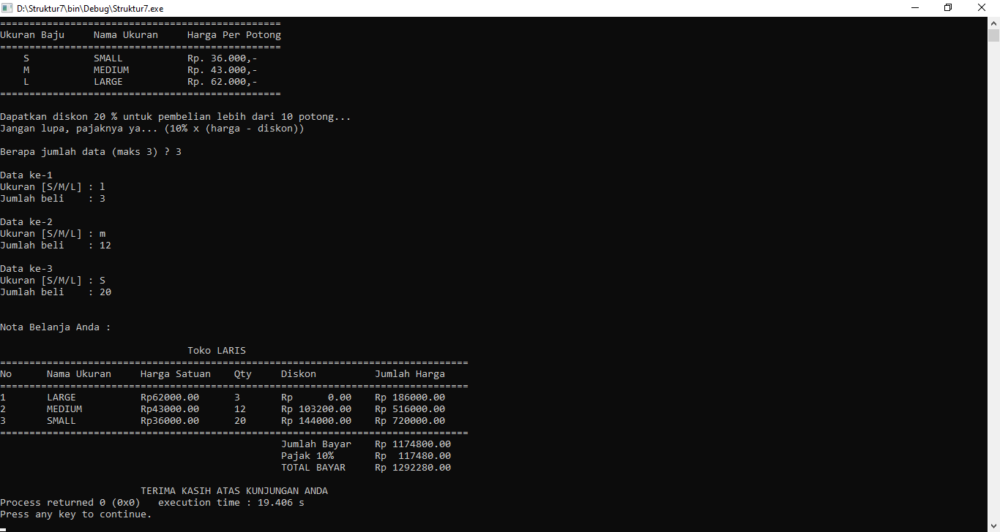 D:\Struktur7\bin\Debug\Struktur7.exe
================================================
Ukuran Baju     Nama Ukuran     Harga Per Potong
================================================
    S           SMALL           Rp. 36.000,-
    M           MEDIUM          Rp. 43.000,-
    L           LARGE           Rp. 62.000,-
================================================
Dapatkan diskon 20 % untuk pembelian lebih dari 10 potong...
Jangan lupa, pajaknya ya... (10% x (harga - diskon))
Berapa jumlah data (maks 3) ? 3
Data ke-1
Ukuran [S/M/L] : l
Jumlah beli    : 3
Data ke-2
Ukuran [S/M/L] : m
Jumlah beli    : 12
Data ke-3
Ukuran [S/M/L] : S
Jumlah beli    : 20
Nota Belanja Anda :
                                Toko LARIS
================================================================================
No      Nama Ukuran     Harga Satuan    Qty     Diskon          Jumlah Harga
================================================================================
1       LARGE           Rp62000.00      3       Rp      0.00    Rp 186000.00
2       MEDIUM          Rp43000.00      12      Rp 103200.00    Rp 516000.00
3       SMALL           Rp36000.00      20      Rp 144000.00    Rp 720000.00
================================================================================
                                                Jumlah Bayar    Rp 1174800.00
                                                Pajak 10%       Rp  117480.00
                                                TOTAL BAYAR     Rp 1292280.00
                        TERIMA KASIH ATAS KUNJUNGAN ANDA
Process returned 0 (0x0)   execution time : 19.406 s
Press any key to continue.